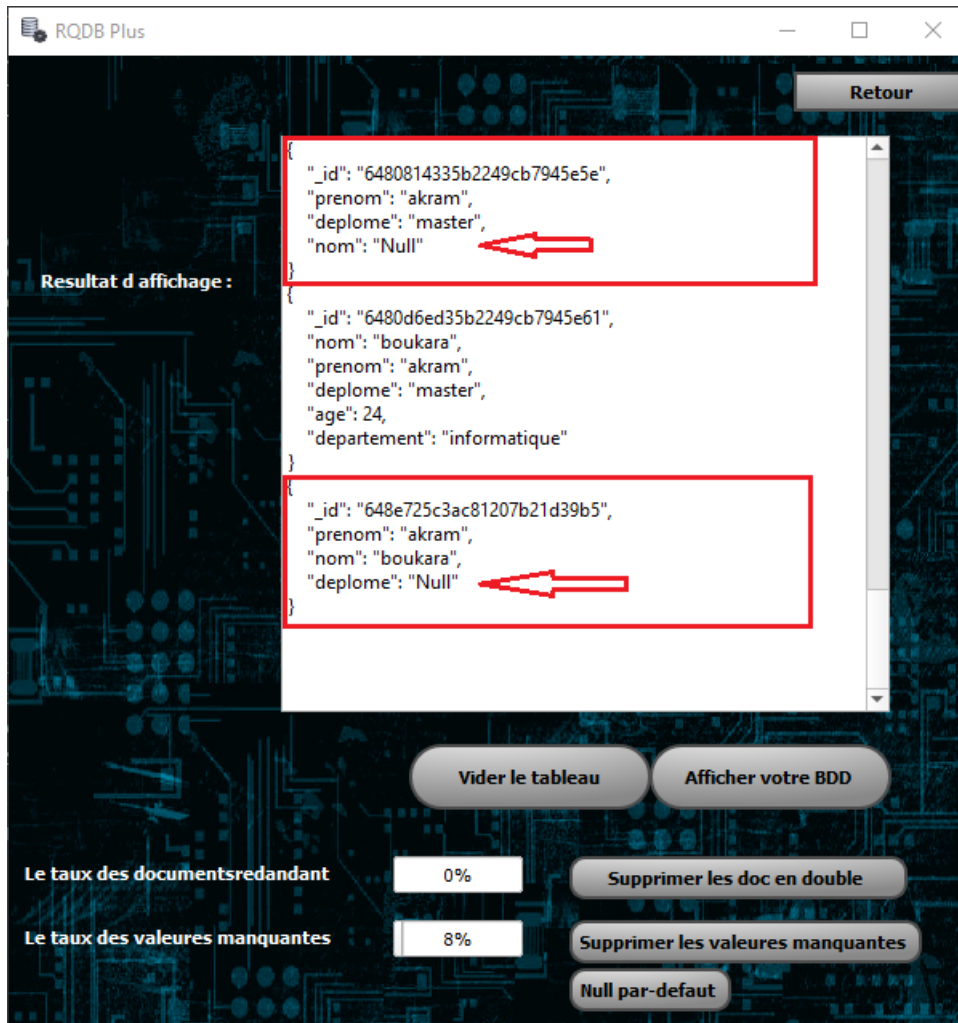 RQDB Plus
Retour
{
"_id": "6480814335b2249cb7945e5e",
"prenom": "akram",
"deplome": "master",
"nom": "Null"
}
Resultat d affichage :
{
"_id": "6480d6ed35b2249cb7945e61",
"nom": "boukara",
"prenom": "akram",
"deplome": "master",
"age": 24,
"departement": "informatique"
}
{
"_id": "648e725c3ac81207b21d39b5",
"prenom": "akram",
"nom": "boukara",
"deplome": "Null"
}
Vider le tableau
Afficher votre BDD
Le taux des documentsredandant
0%
Supprimer les doc en double
Le taux des valeures manquantes
8%
Supprimer les valeures manquantes
Null par-defaut